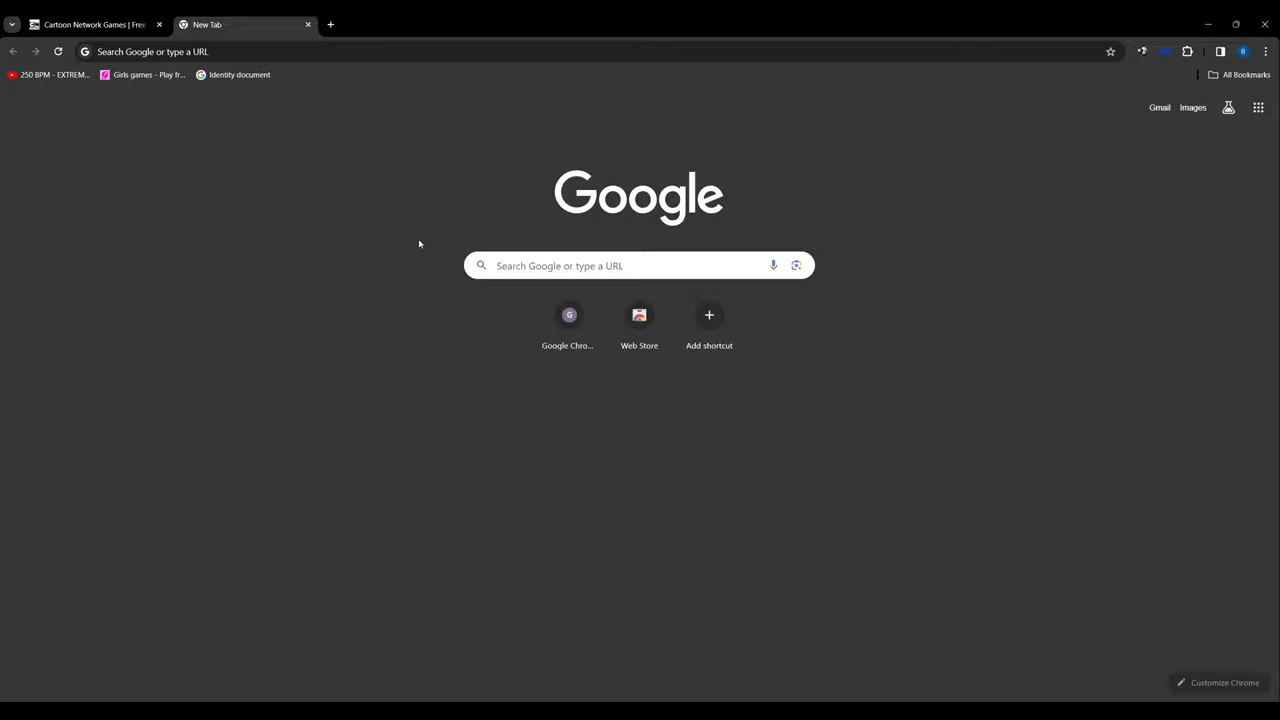 Cartoon Network Games | Free
New Tab
Search Google or type a URL
250 BPM - EXTREM...
Girls games - Play fr...
Identity document
All Bookmarks
B
Gmail
Images
Google
Search Google or type a URL
G
Google Chro...
Web Store
Add shortcut
Customize Chrome